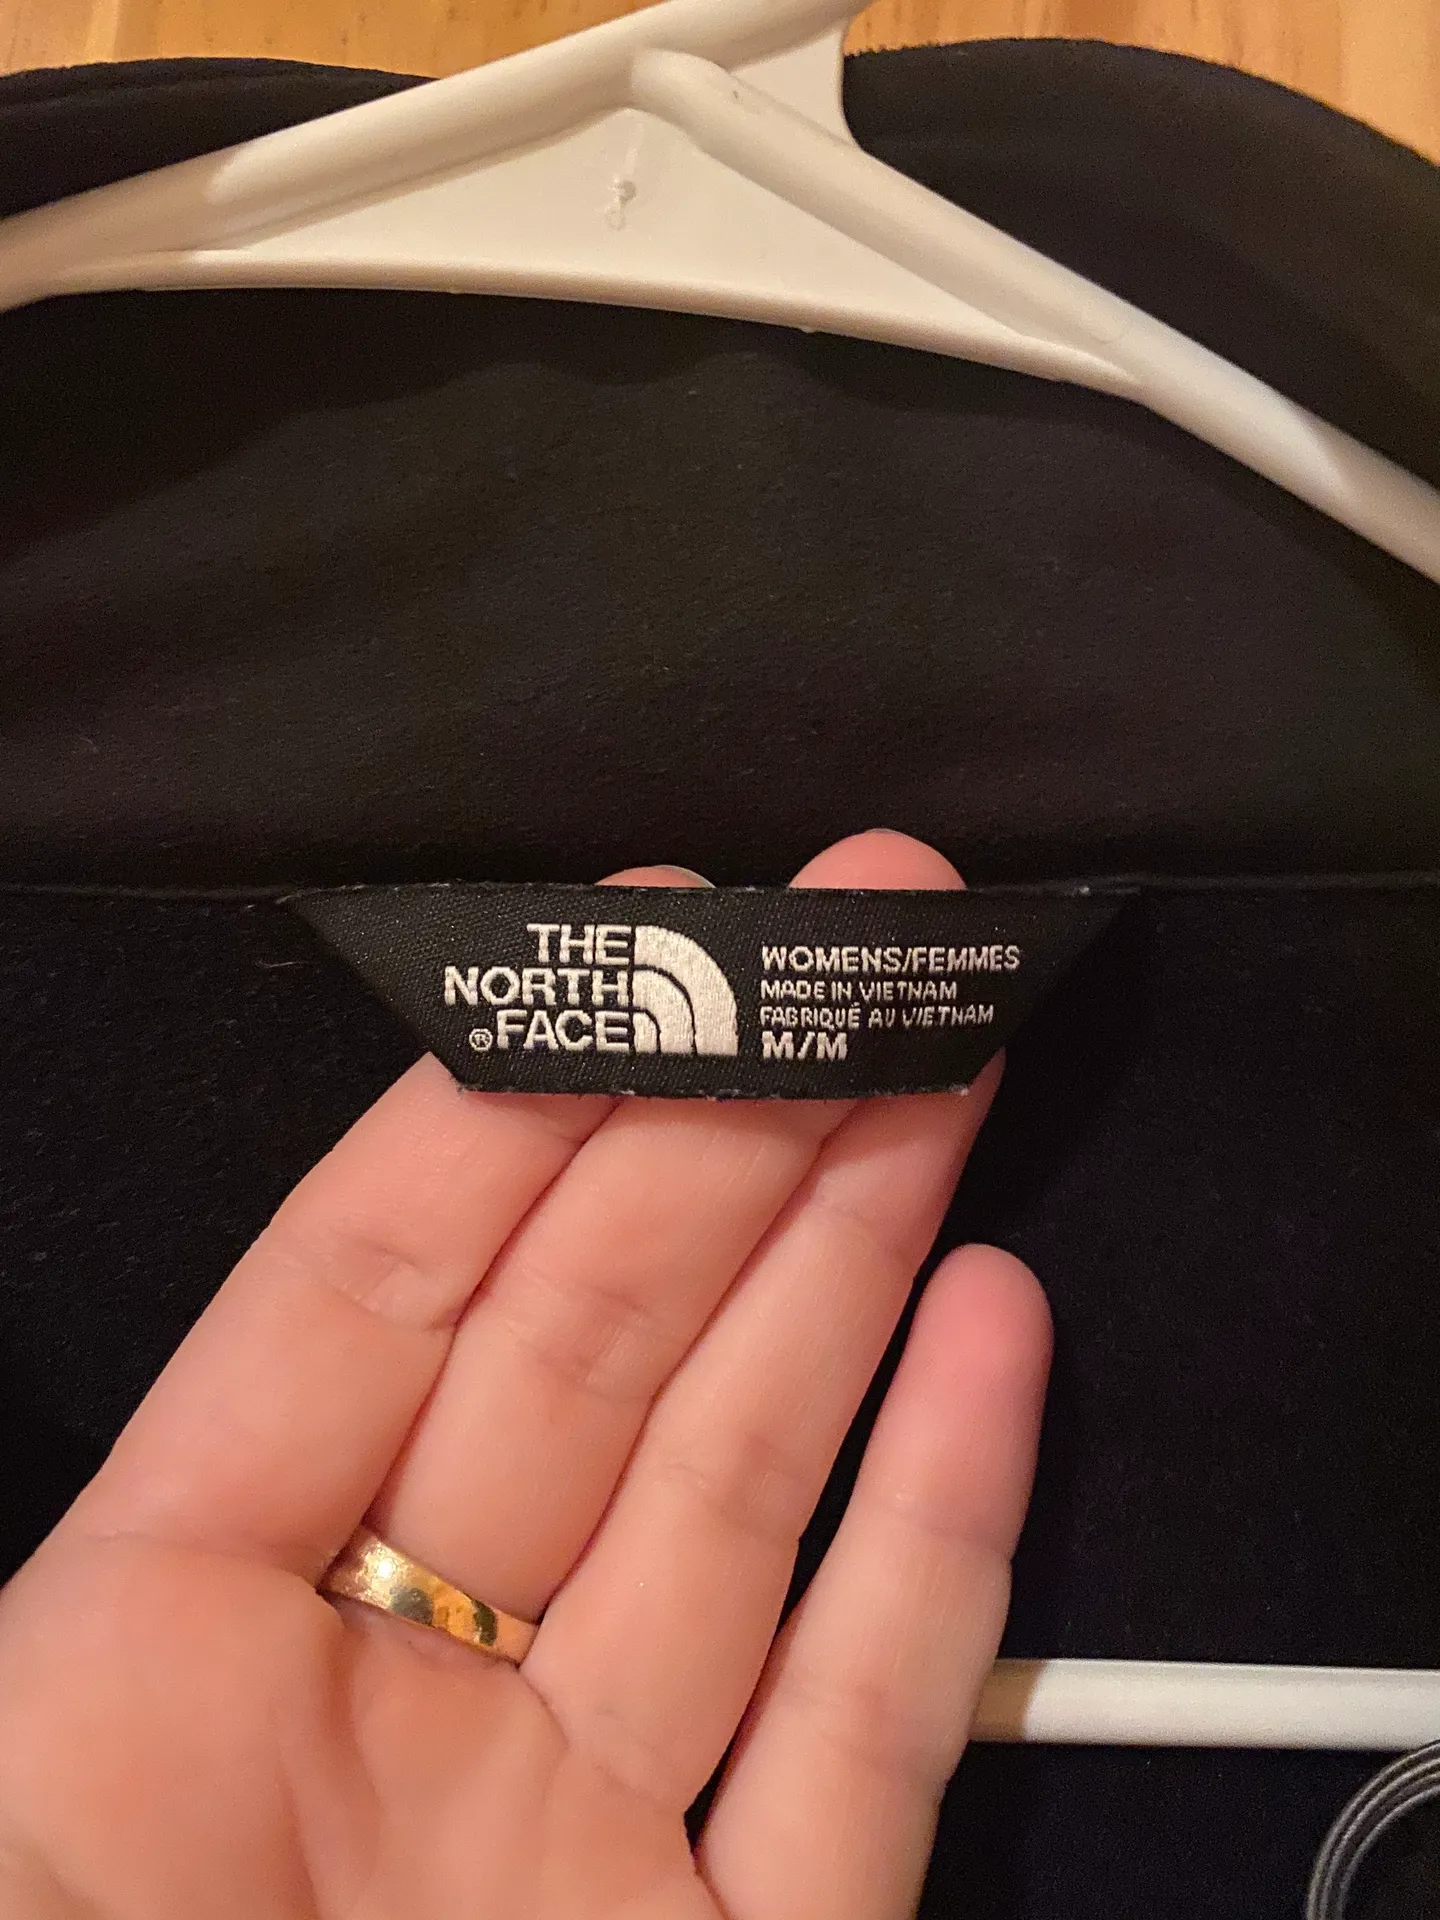 THE
NORTH
® FACE
WOMENS/FEMMES
MADE IN VIETNAM
FABRIQUÉ AU VIETNAM
M/M